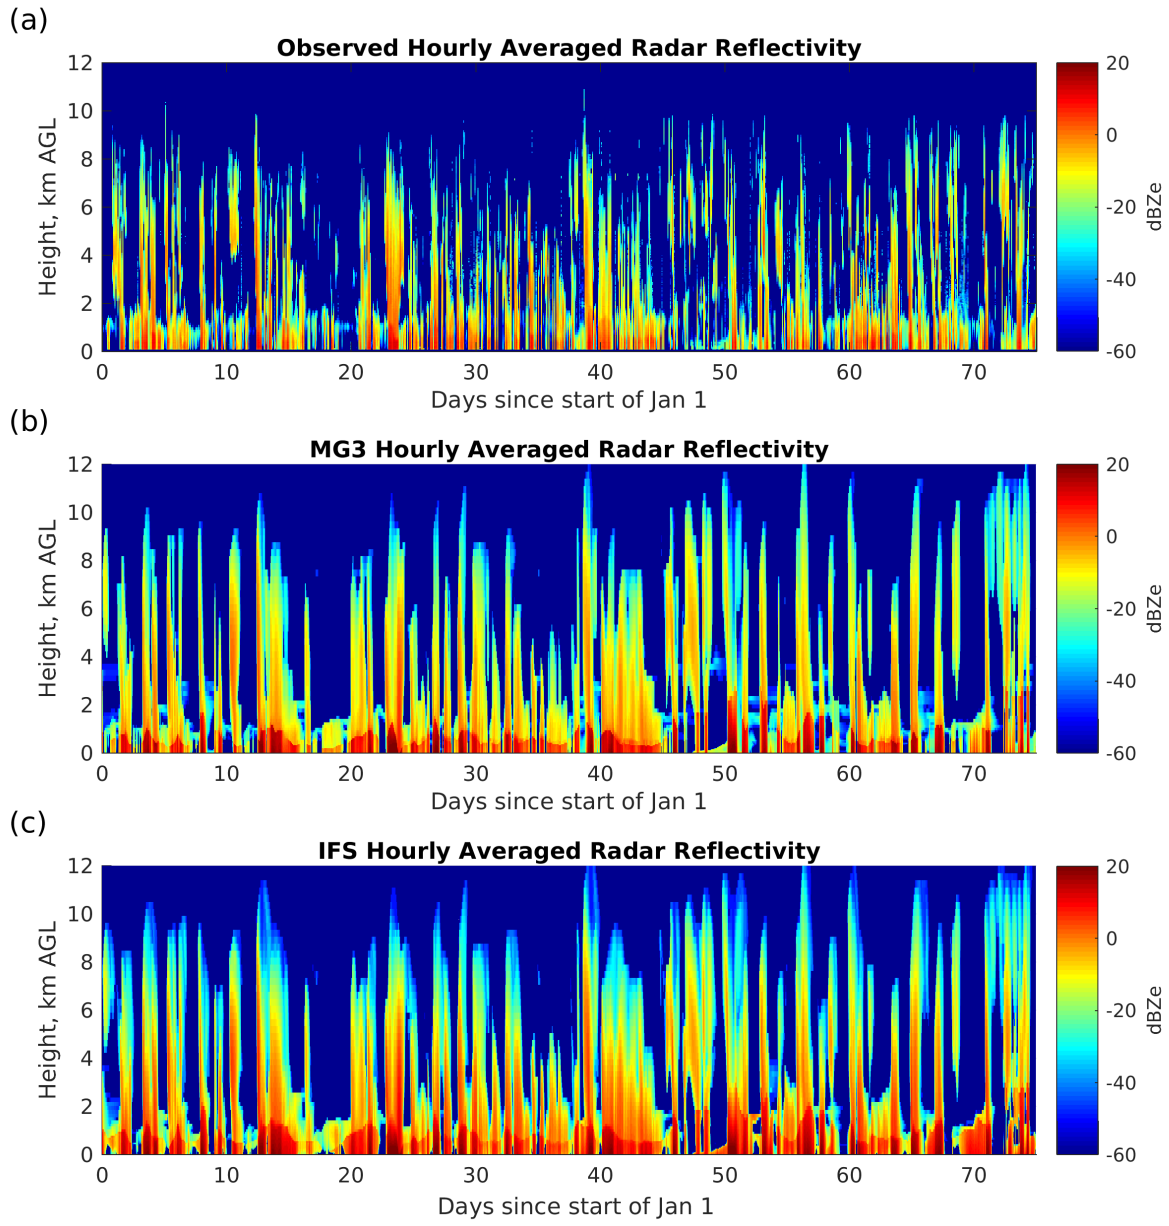 (a)
Observed Hourly Averaged Radar Reflectivity
12
10
8
6
4
2
0
Height, km AGL
0 10 20 30 40 50 60 70
Days since start of Jan 1
20
0
-20
-40
-60
dBZe
(b)
MG3 Hourly Averaged Radar Reflectivity
12
10
8
6
4
2
0
Height, km AGL
0 10 20 30 40 50 60 70
Days since start of Jan 1
20
0
-20
-40
-60
dBZe
(c)
IFS Hourly Averaged Radar Reflectivity
12
10
8
6
4
2
0
Height, km AGL
0 10 20 30 40 50 60 70
Days since start of Jan 1
20
0
-20
-40
-60
dBZe